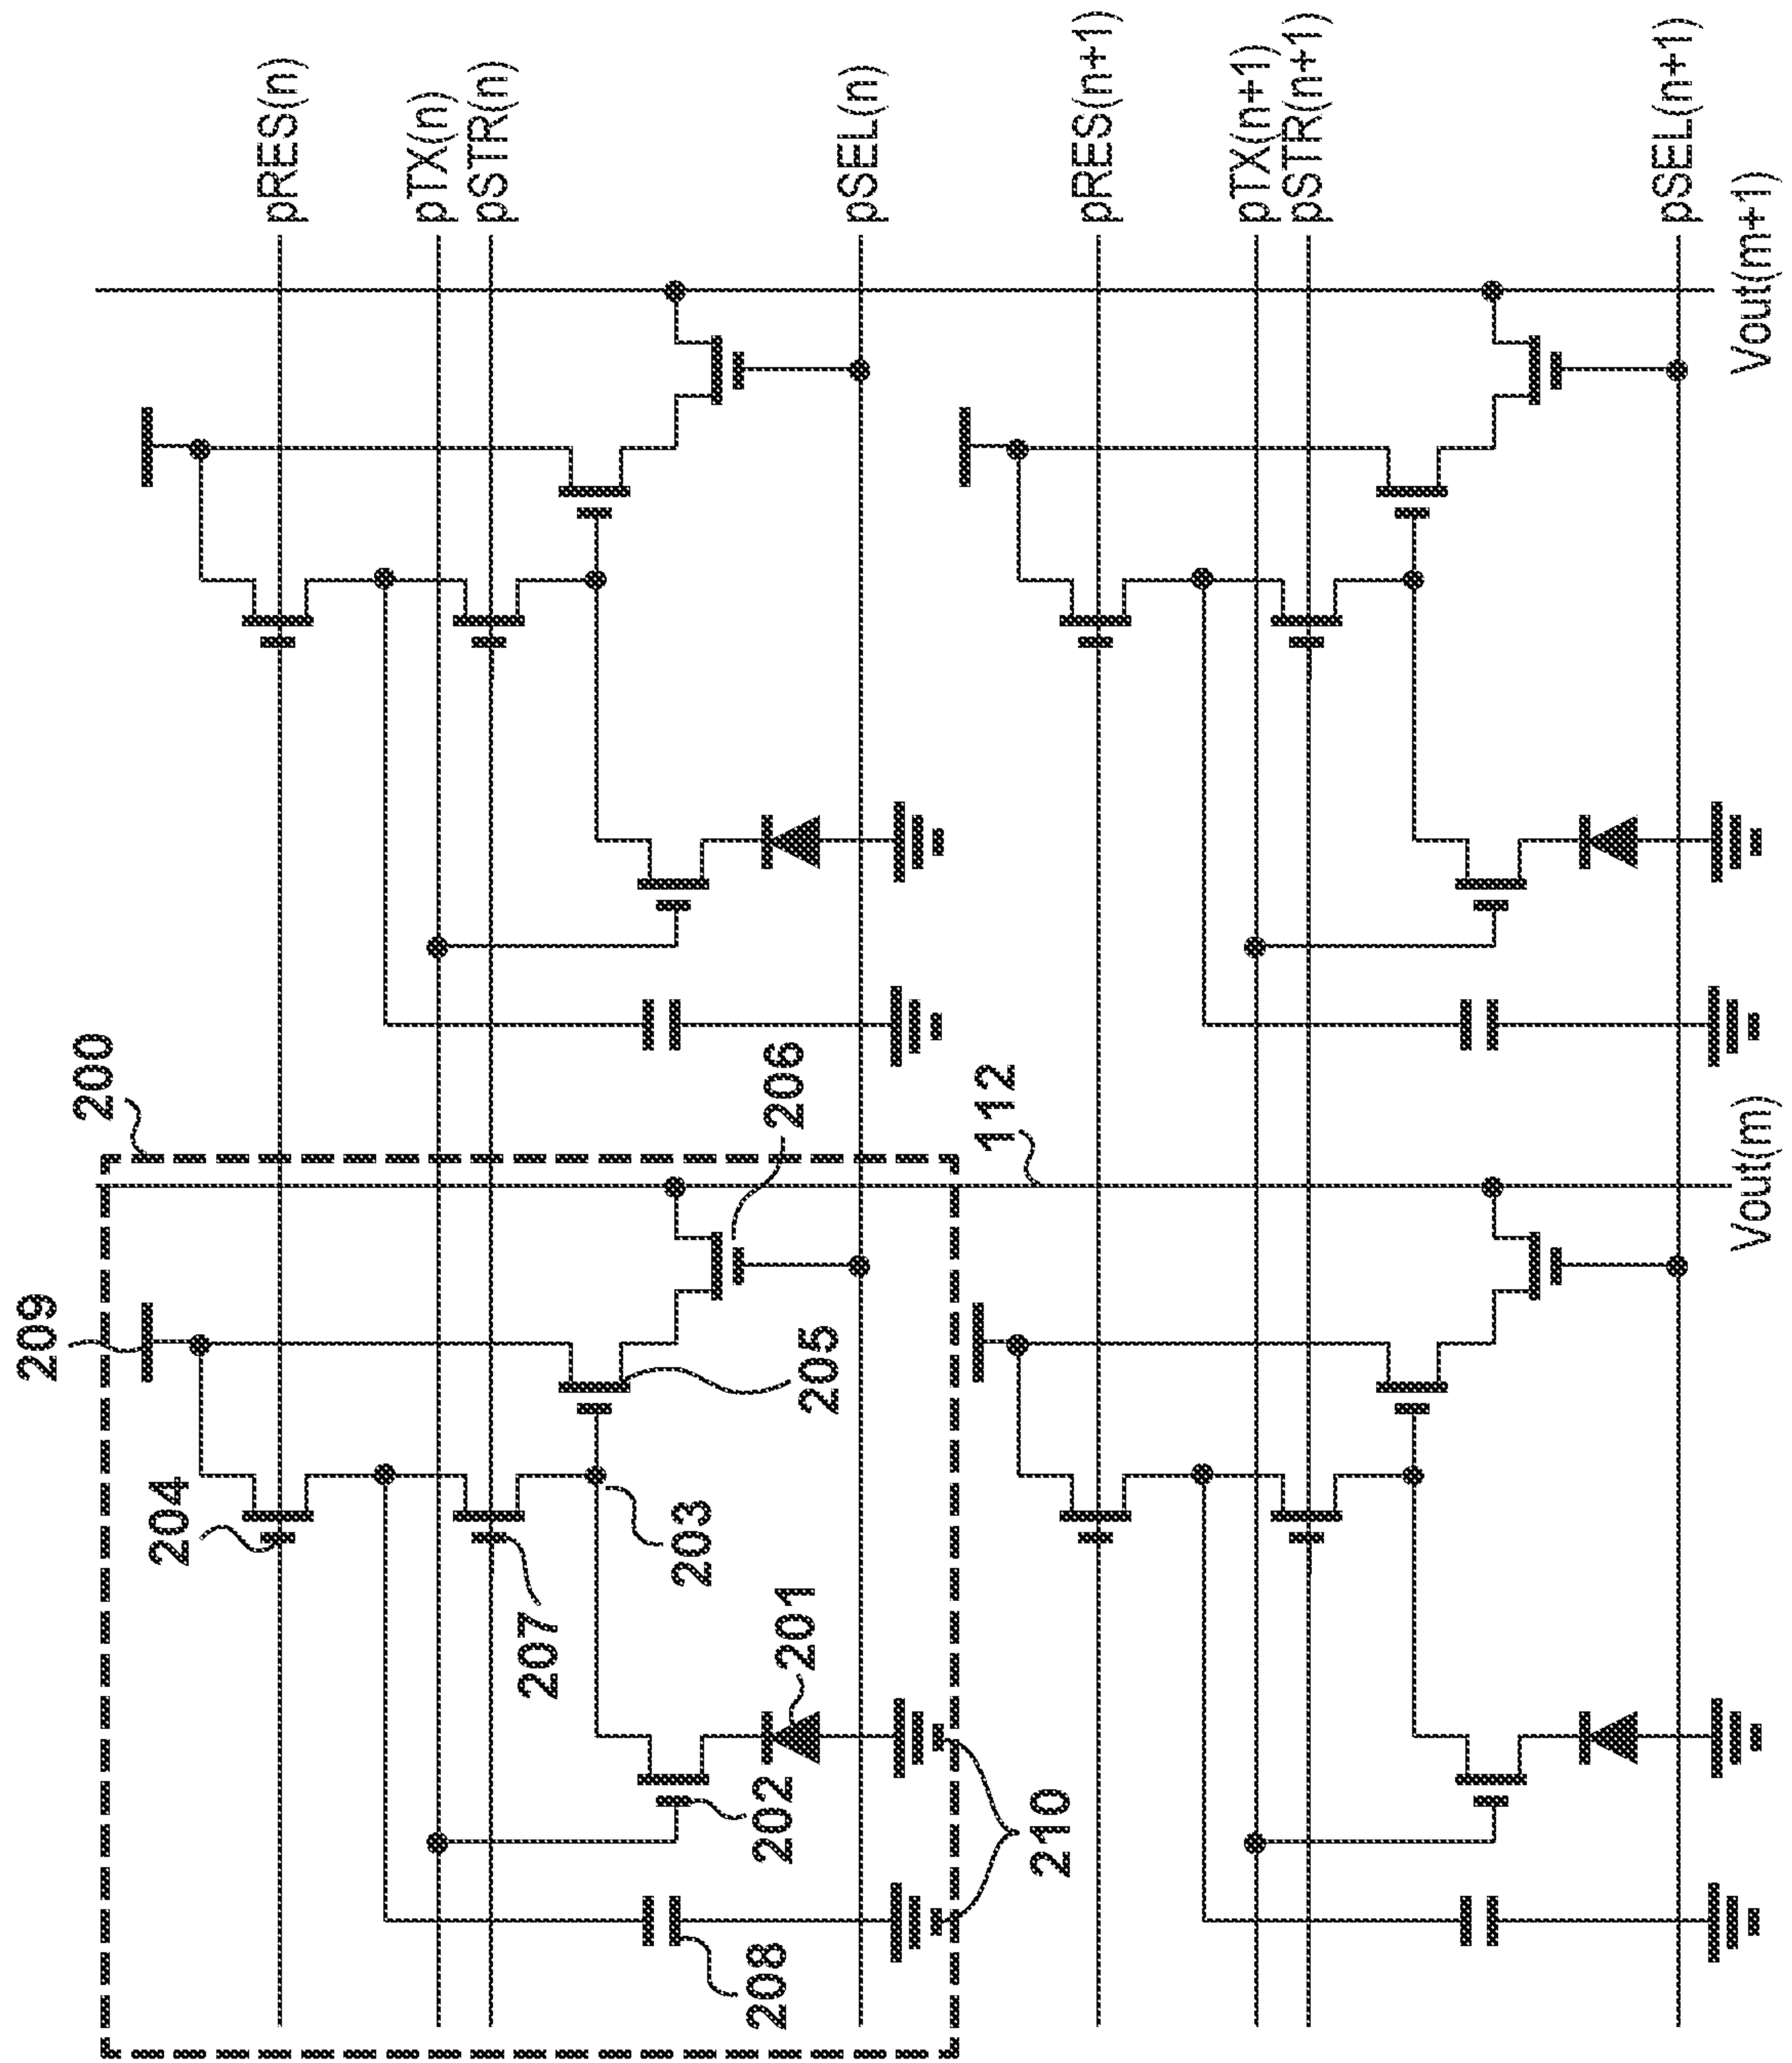 209
200
pRES(n)
204
pTX(n)
pSTR(n)
207
203
205
206
202
201
208
pSEL(n)
210
112
pRES(n+1)
pTX(n+1)
pSTR(n+1)
pSEL(n+1)
Vout(m)
Vout(m+1)